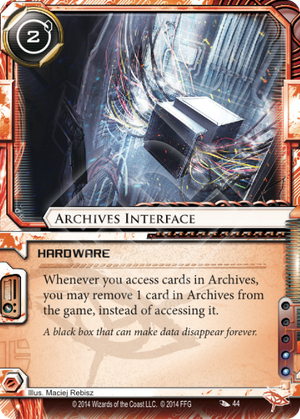 2
ARCHIVES INTERFACE
HARDWARE
Whenever you access cards in Archives,
you may remove 1 card in Archives from
the game, instead of accessing it.
A black box that can make data disappear forever.
Illus. Maciej Rebisz
© 2014 Wizards of the Coast LLC. © 2014 FFG 44